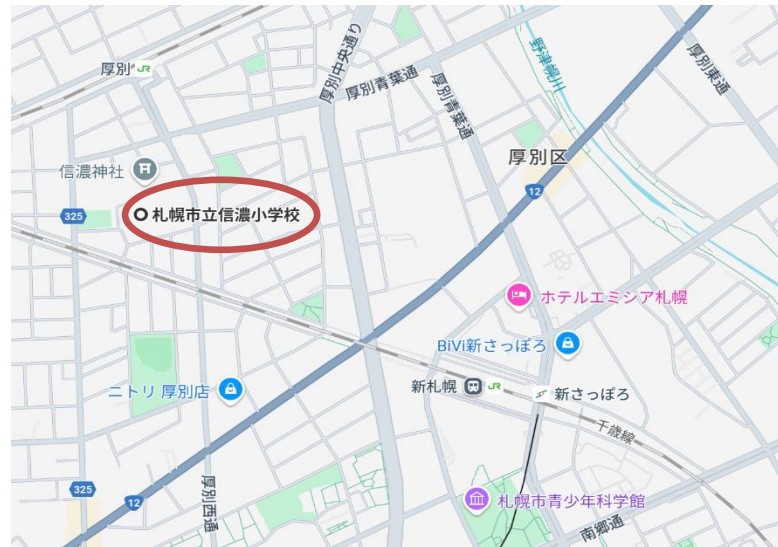 厚別
JR
厚別中央通り
厚別青葉通
厚別青葉通
野津幌川
厚別東通
厚別区
12
信濃神社
325
札幌市立信濃小学校
ホテルエミシア札幌
BiVi新さっぽろ
ニトリ 厚別店
新札幌
JR
新さっぽろ
千歳線
325
12
厚別西通
札幌市青少年科学館
南郷通